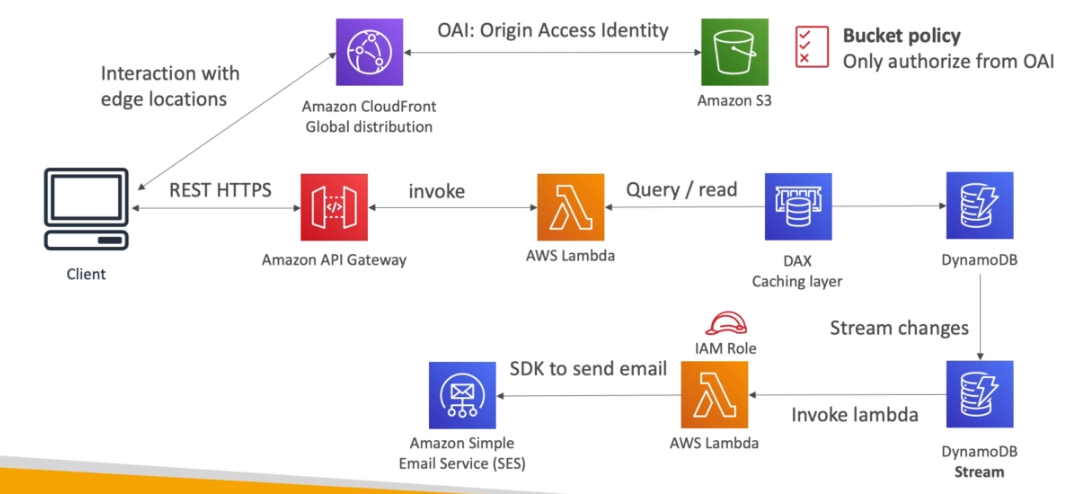 OAI: Origin Access Identity
Bucket policy
Only authorize from OAI
Interaction with
edge locations
Amazon CloudFront
Global distribution
Amazon S3
REST HTTPS
invoke
Query / read
</>
Client
Amazon API Gateway
AWS Lambda
DAX
Caching layer
DynamoDB
Stream changes
IAM Role
SDK to send email
Invoke lambda
Amazon Simple
Email Service (SES)
AWS Lambda
DynamoDB
Stream